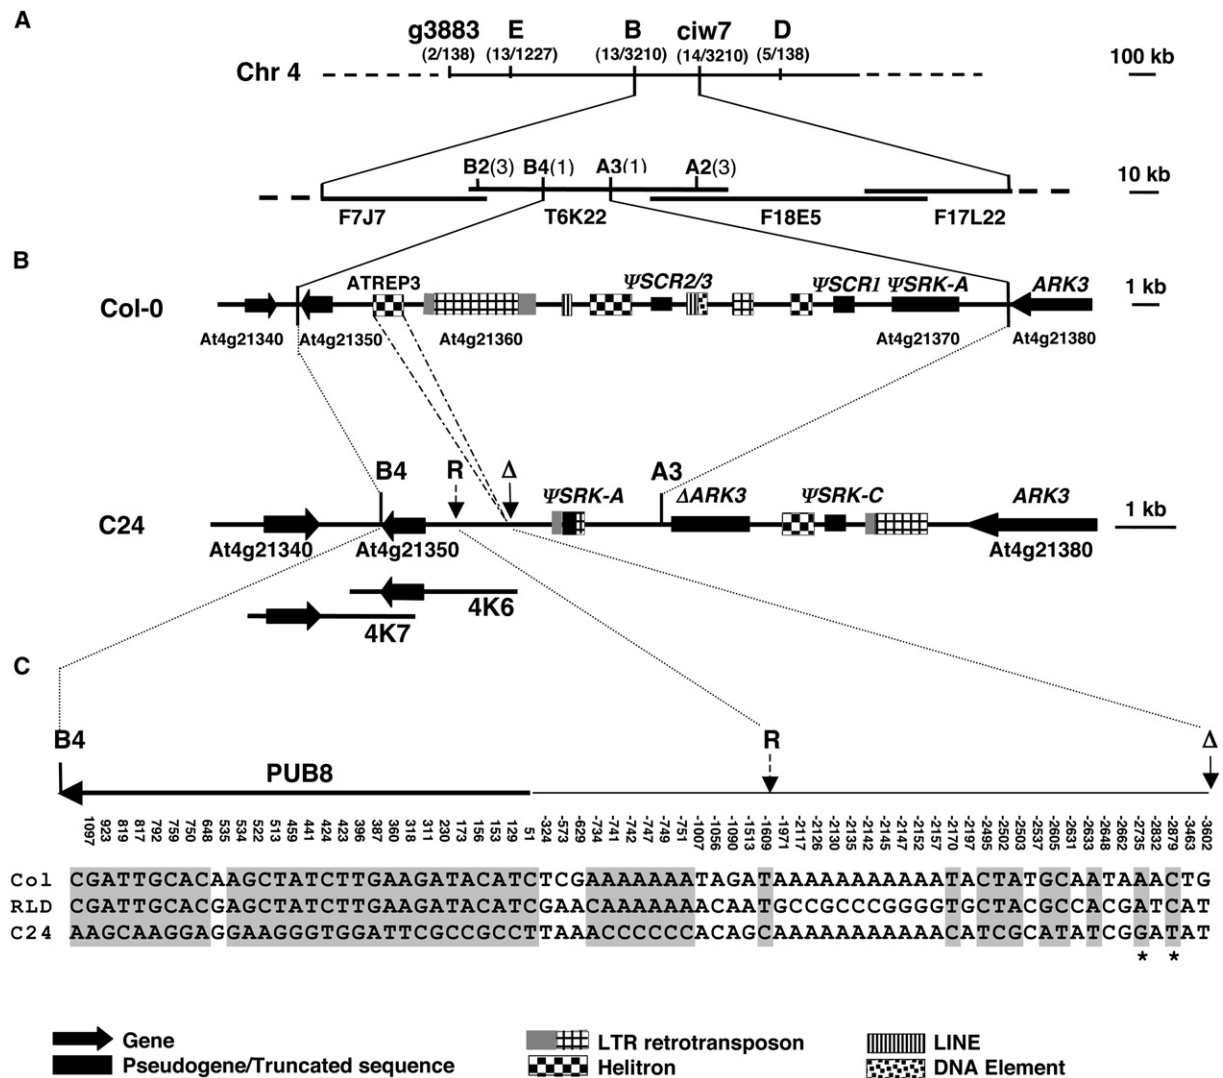 A
g3883 E B ciw7 D
(2/138) (13/1227) (13/3210) (14/3210) (5/138)
Chr 4
100 kb
B2(3) B4(1) A3(1) A2(3)
10 kb
F7J7 T6K22 F18E5 F17L22
B
ATREP3 ΨSCR2/3 ΨSCR1 ΨSRK-A ARK3
Col-0
1 kb
At4g21340 At4g21350 At4g21360 At4g21370 At4g21380
B4 R Δ A3
ΨSRK-A ΔARK3 ΨSRK-C ARK3
C24
1 kb
At4g21340 At4g21350 At4g21380
4K6
4K7
C
B4 R Δ
PUB8
1097 923 819 817 792 759 750 648 535 534 522 513 459 441 424 423 396 387 360 318 311 230 173 156 153 129 51 -324 -573 -629 -734 -741 -742 -747 -749 -751 -1007 -1056 -1090 -1513 -1609 -1971 -2117 -2126 -2135 -2145 -2147 -2152 -2157 -2170 -2197 -2495 -2502 -2503 -2537 -2605 -2631 -2633 -2648 -2662 -2735 -2832 -2879 -3463 -3602
Col CGATTGCACAAGCTATCTTGAAGATACATCTCGAAAAAAATAGATAAAAAAAAAAATACTATGCAATAAACTG
RLD CGATTGCACGAGCTATCTTGAAGATACATCGAACAAAAAAACAATGCCGCCCGGGGTGCTACGCCACGATCAT
C24 AAGCAAGGAGGAAGGGTGGATTCGCCGCCTTAAACCCCCCACAGCAAAAAAAAAAACATCGCATATCGGATAT
* *
Gene LTR retrotransposon LINE
Pseudogene/Truncated sequence Helitron DNA Element